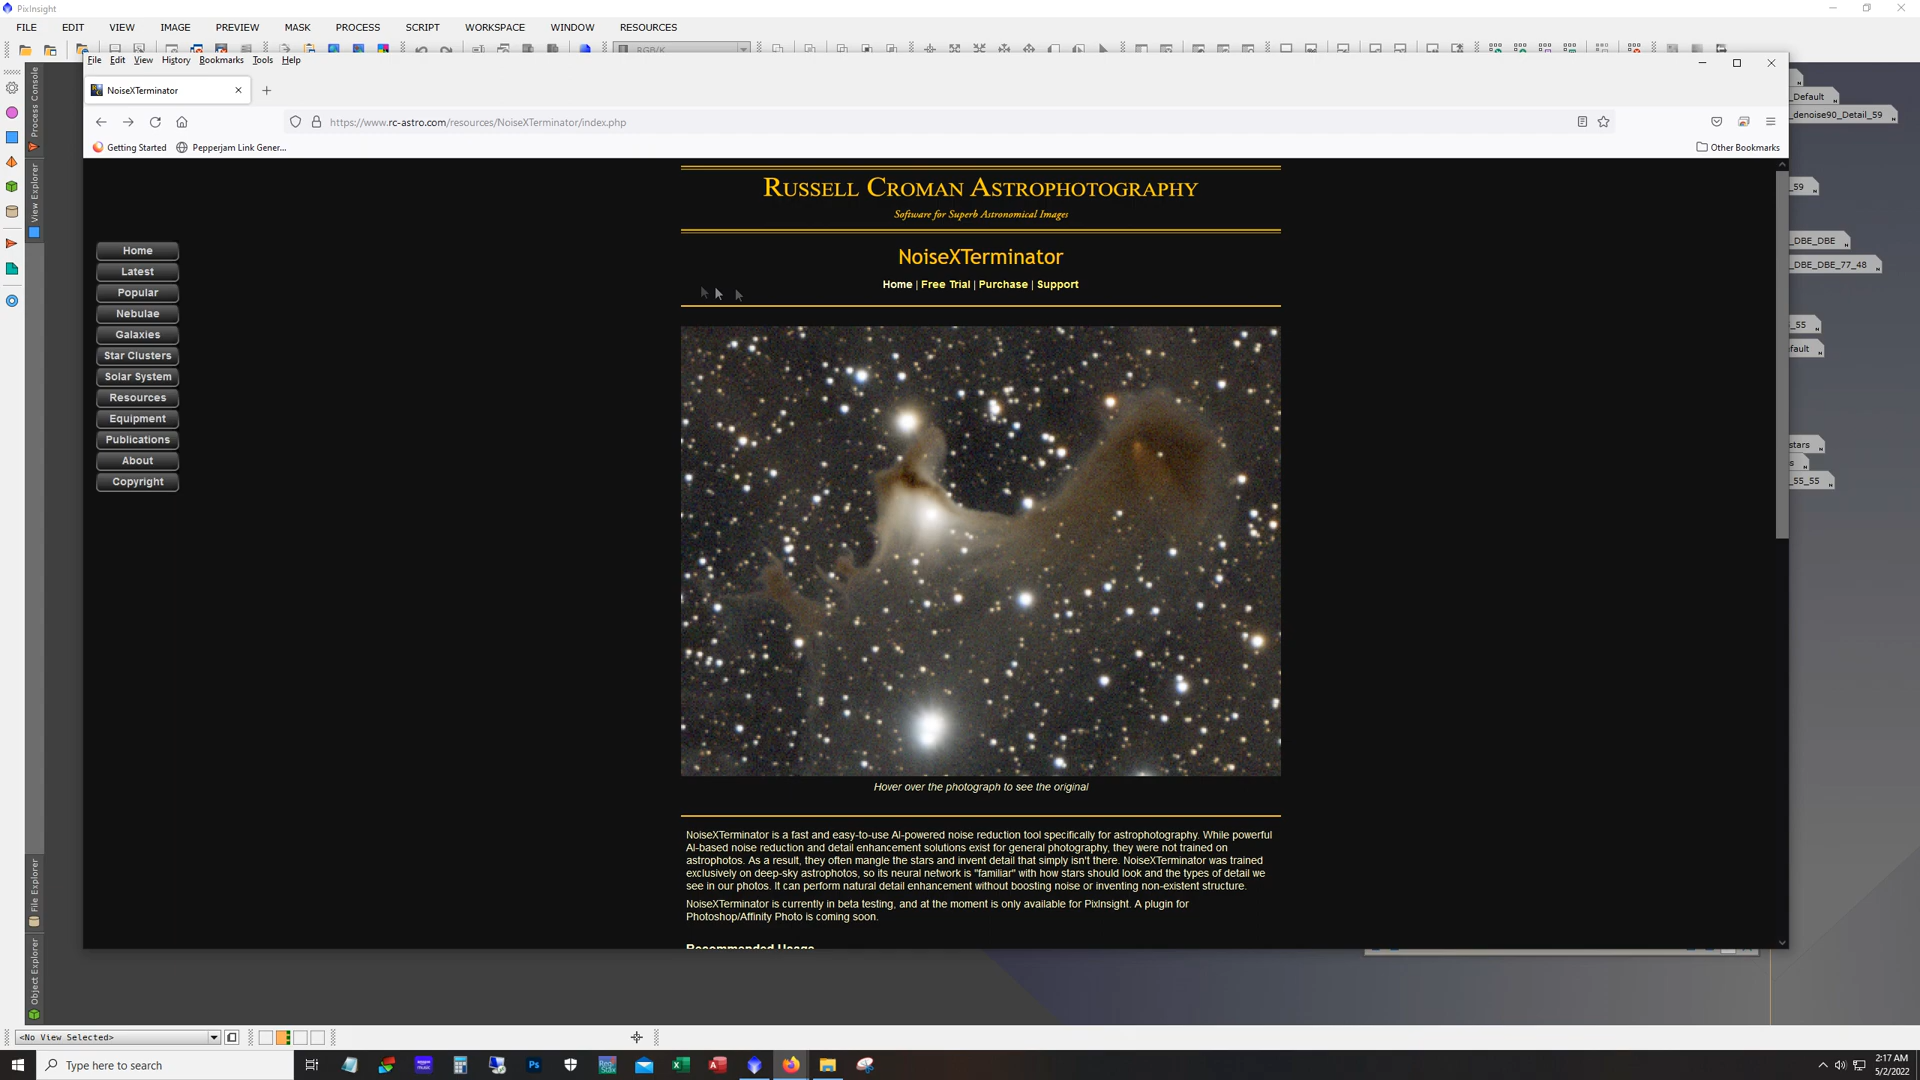 PixInsight
FILE EDIT VIEW IMAGE PREVIEW MASK PROCESS SCRIPT WORKSPACE WINDOW RESOURCES
RGB/K
File Edit View History Bookmarks Tools Help
NoiseXTerminator
https://www.rc-astro.com/resources/NoiseXTerminator/index.php
Getting Started Pepperjam Link Gener... Other Bookmarks
Process Console
View Explorer
File Explorer
Object Explorer
Home
Latest
Popular
Nebulae
Galaxies
Star Clusters
Solar System
Resources
Equipment
Publications
About
Copyright
Russell Croman Astrophotography
Software for Superb Astronomical Images
NoiseXTerminator
Home | Free Trial | Purchase | Support
Hover over the photograph to see the original
NoiseXTerminator is a fast and easy-to-use AI-powered noise reduction tool specifically for astrophotography. While powerful
AI-based noise reduction and detail enhancement solutions exist for general photography, they were not trained on
astrophotos. As a result, they often mangle the stars and invent detail that simply isn't there. NoiseXTerminator was trained
exclusively on deep-sky astrophotos, so its neural network is "familiar" with how stars should look and the types of detail we
see in our photos. It can perform natural detail enhancement without boosting noise or inventing non-existent structure.
NoiseXTerminator is currently in beta testing, and at the moment is only available for PixInsight. A plugin for
Photoshop/Affinity Photo is coming soon.
Recommended Usage
_Default
_denoise90_Detail_59
_59
_DBE_DBE
_DBE_DBE_77_48
_55
fault
stars
s
_55_55
<No View Selected>
Type here to search
Ps
2:17 AM
5/2/2022